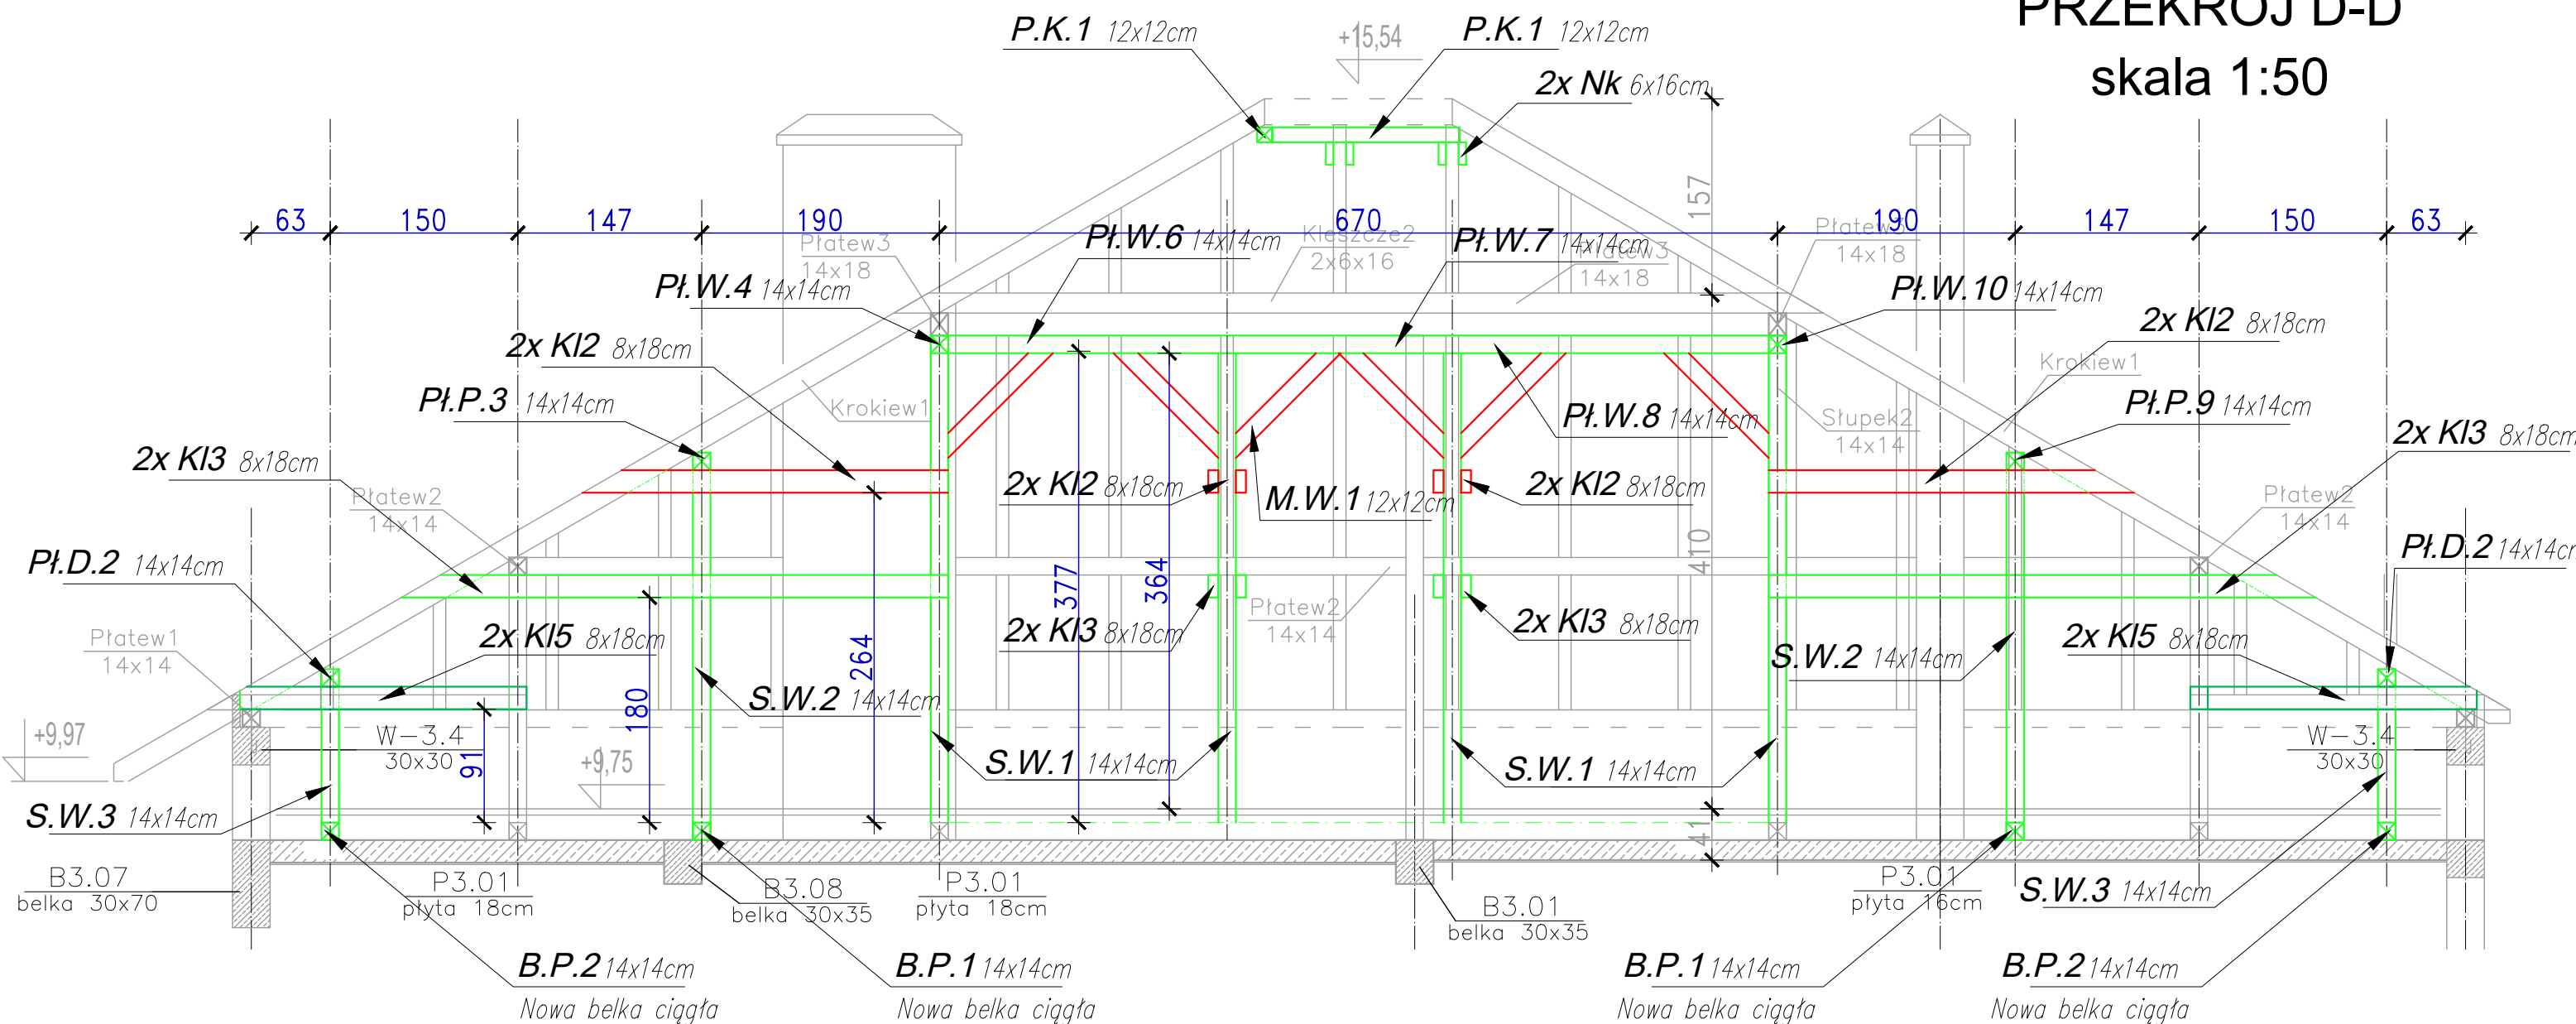 PRZEKRÓJ D-D
skala 1:50
P.K.1 12x12cm
+15,54
P.K.1 12x12cm
2x Nk 6x16cm
63
150
147
190
670
190
147
150
63
157
Płatew3
14x18
Pł.W.6 14x14cm
Kleszcze2
2x6x16
Pł.W.7 14x14cm
Płatew3
14x18
Płatew3
14x18
Pł.W.4 14x14cm
Pł.W.10 14x14cm
2x Kl2 8x18cm
2x Kl2 8x18cm
Krokiew1
Krokiew1
Pł.P.3 14x14cm
Pł.W.8 14x14cm
Słupek2
14x14
Pł.P.9 14x14cm
2x Kl3 8x18cm
2x Kl3 8x18cm
Płatew2
14x14
2x Kl2 8x18cm
M.W.1 12x12cm
2x Kl2 8x18cm
Płatew2
14x14
Pł.D.2 14x14cm
377
364
410
Pł.D.2 14x14cm
Płatew1
14x14
2x Kl5 8x18cm
180
264
2x Kl3 8x18cm
Płatew2
14x14
2x Kl3 8x18cm
S.W.2 14x14cm
2x Kl5 8x18cm
S.W.2 14x14cm
+9,97
W-3.4
30x30
91
+9,75
S.W.1 14x14cm
S.W.1 14x14cm
W-3.4
30x30
S.W.3 14x14cm
41
B3.07
belka 30x70
P3.01
płyta 18cm
B3.08
belka 30x35
P3.01
płyta 18cm
B3.01
belka 30x35
P3.01
płyta 16cm
S.W.3 14x14cm
B.P.2 14x14cm
Nowa belka ciągła
B.P.1 14x14cm
Nowa belka ciągła
B.P.1 14x14cm
Nowa belka ciągła
B.P.2 14x14cm
Nowa belka ciągła